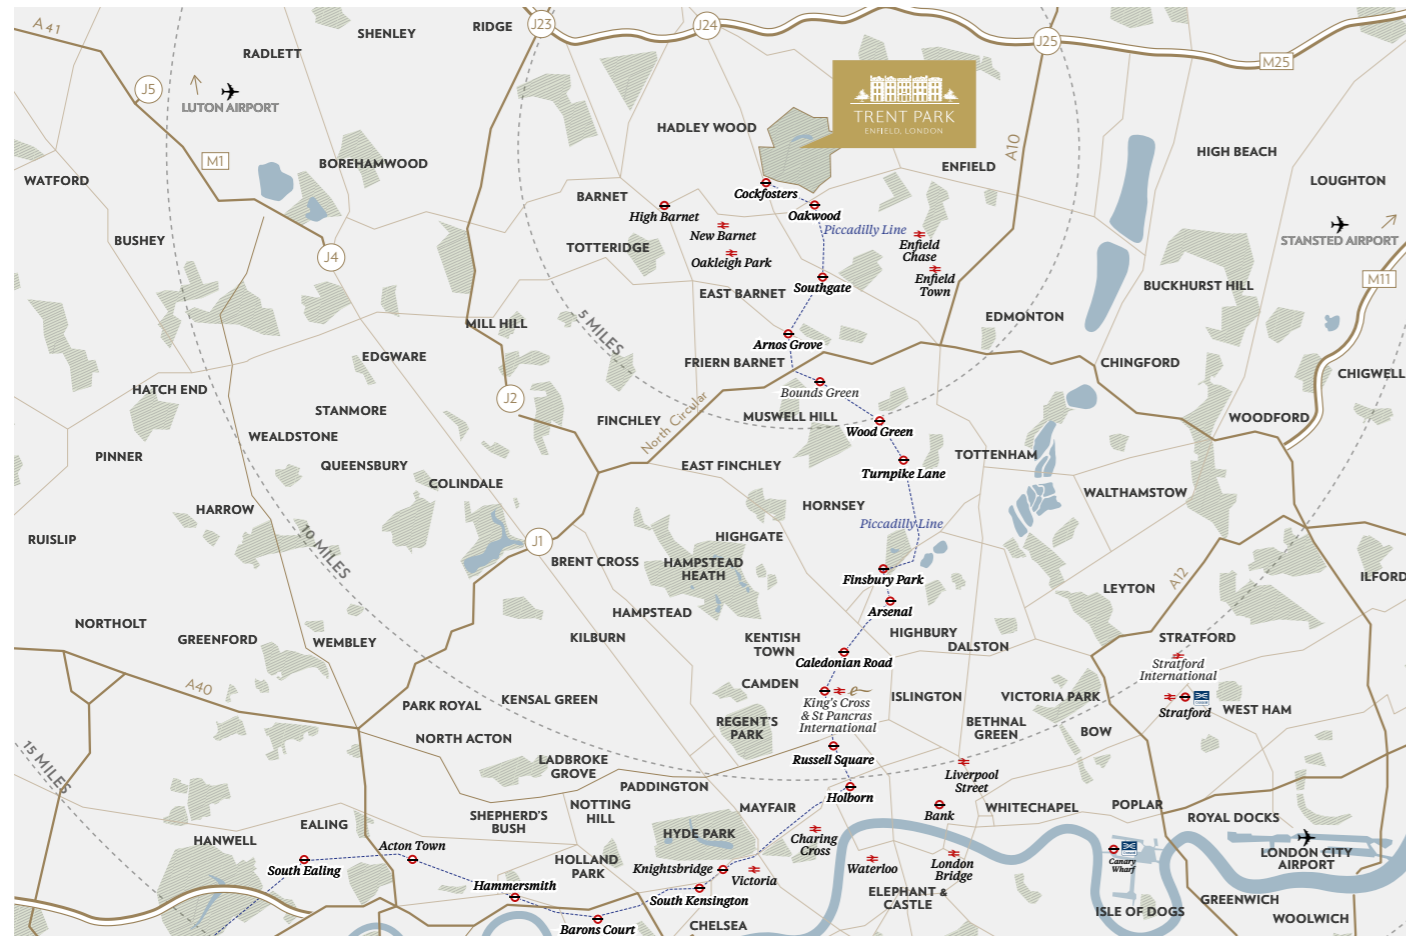 A41
SHENLEY
RIDGE
J23
J24
J25
M25
RADLETT
J5
LUTON AIRPORT
TRENT PARK
ENFIELD, LONDON
HADLEY WOOD
A10
M1
BOREHAMWOOD
ENFIELD
HIGH BEACH
WATFORD
LOUGHTON
Cockfosters
BARNET
High Barnet
Oakwood
New Barnet
Piccadilly Line
BUSHEY
J4
TOTTERIDGE
Oakleigh Park
Enfield
Chase
STANSTED AIRPORT
M11
Enfield
Town
Southgate
EAST BARNET
BUCKHURST HILL
MILL HILL
5 MILES
EDMONTON
Arnos Grove
EDGWARE
FRIERN BARNET
CHINGFORD
CHIGWELL
HATCH END
Bounds Green
J2
STANMORE
FINCHLEY
North Circular
MUSWELL HILL
WOODFORD
WEALDSTONE
Wood Green
PINNER
QUEENSBURY
EAST FINCHLEY
Turnpike Lane
TOTTENHAM
COLINDALE
WALTHAMSTOW
HARROW
HORNSEY
Piccadilly Line
RUISLIP
10 MILES
J1
HIGHGATE
BRENT CROSS
HAMPSTEAD
HEATH
Finsbury Park
A12
ILFORD
LEYTON
HAMPSTEAD
Arsenal
NORTHOLT
GREENFORD
WEMBLEY
KILBURN
KENTISH
TOWN
HIGHBURY
DALSTON
STRATFORD
Caledonian Road
Stratford
International
A40
CAMDEN
PARK ROYAL
KENSAL GREEN
King's Cross
& St Pancras
International
ISLINGTON
VICTORIA PARK
Stratford
WEST HAM
REGENT'S
PARK
BETHNAL
GREEN
BOW
NORTH ACTON
15 MILES
LADBROKE
GROVE
Russell Square
Liverpool
Street
PADDINGTON
Holborn
NOTTING
HILL
MAYFAIR
Bank
WHITECHAPEL
POPLAR
SHEPHERD'S
BUSH
ROYAL DOCKS
EALING
HANWELL
HYDE PARK
Charing
Cross
Acton Town
LONDON CITY
AIRPORT
HOLLAND
PARK
Knightsbridge
Victoria
Waterloo
London
Bridge
Canary
Wharf
South Ealing
Hammersmith
South Kensington
ELEPHANT &
CASTLE
GREENWICH
ISLE OF DOGS
WOOLWICH
Barons Court
CHELSEA